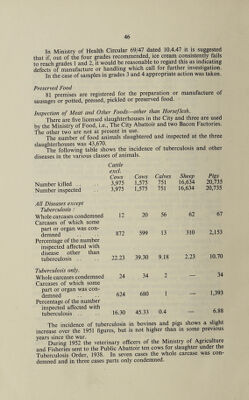 46
In Ministry of Health Circular 69/47 dated 10.4.47 it is suggested
that if, out of the four grades recommended, ice cream consistently fails
to reach grades 1 and 2, it would be reasonable to regard this as indicating
defects of manufacture or handling which call for further investigation.
In the case of samples in grades 3 and 4 appropriate action was taken.
Preserved Food
81 premises are registered for the preparation or manufacture of
sausages or potted, pressed, pickled or preserved food.
Inspection of Meat and Other Foods—other than Horseflesh.
There are five licensed slaughterhouses in the City and three are used
by the Ministry of Food, i.e., The City Abattoir and two Bacon Factories.
The other two are not at present in use.
The number of food animals slaughtered and inspected at the three
slaughterhouses was 43,670.
The following table shows the incidence of tuberculosis and other
diseases in the various classes of animals.
Cattle
excl.
Cows Cows Calves Sheep Pigs
Number killed .. 3,975 1,575 751 16,634 20,735
Number inspected .. 3,975 1,575 751 16,634 20,735
All Diseases except
Tuberculosis:
Whole carcases condemned 12 20 56 62 67
Carcases of which some
part or organ was con-
demned 872 599 13 310 2,153
Percentage of the number
inspected affected with
disease other than
tuberculosis .. 22.23 39.30 9.18 2.23 10.70
Tuberculosis only.
Whole carcases condemned 24 34 2 — 34
Carcases of which some
part or organ was con-
demned 624 680 1 — 1,393
Percentage of the number
inspected affected with
tuberculosis .. 16.30 45.33 0.4 — 6.88
The incidence of tuberculosis in bovines and pigs shows a slight
increase over the 1951 figures, but is not higher than in some previous
years since the war.
During 1952 the veterinary officers of the Ministry of Agriculture
and Fisheries sent to the Public Abattoir ten cows for slaughter under the
Tuberculosis Order, 1938. In seven cases the whole carcase was con-
demned and in three cases parts only condemned.